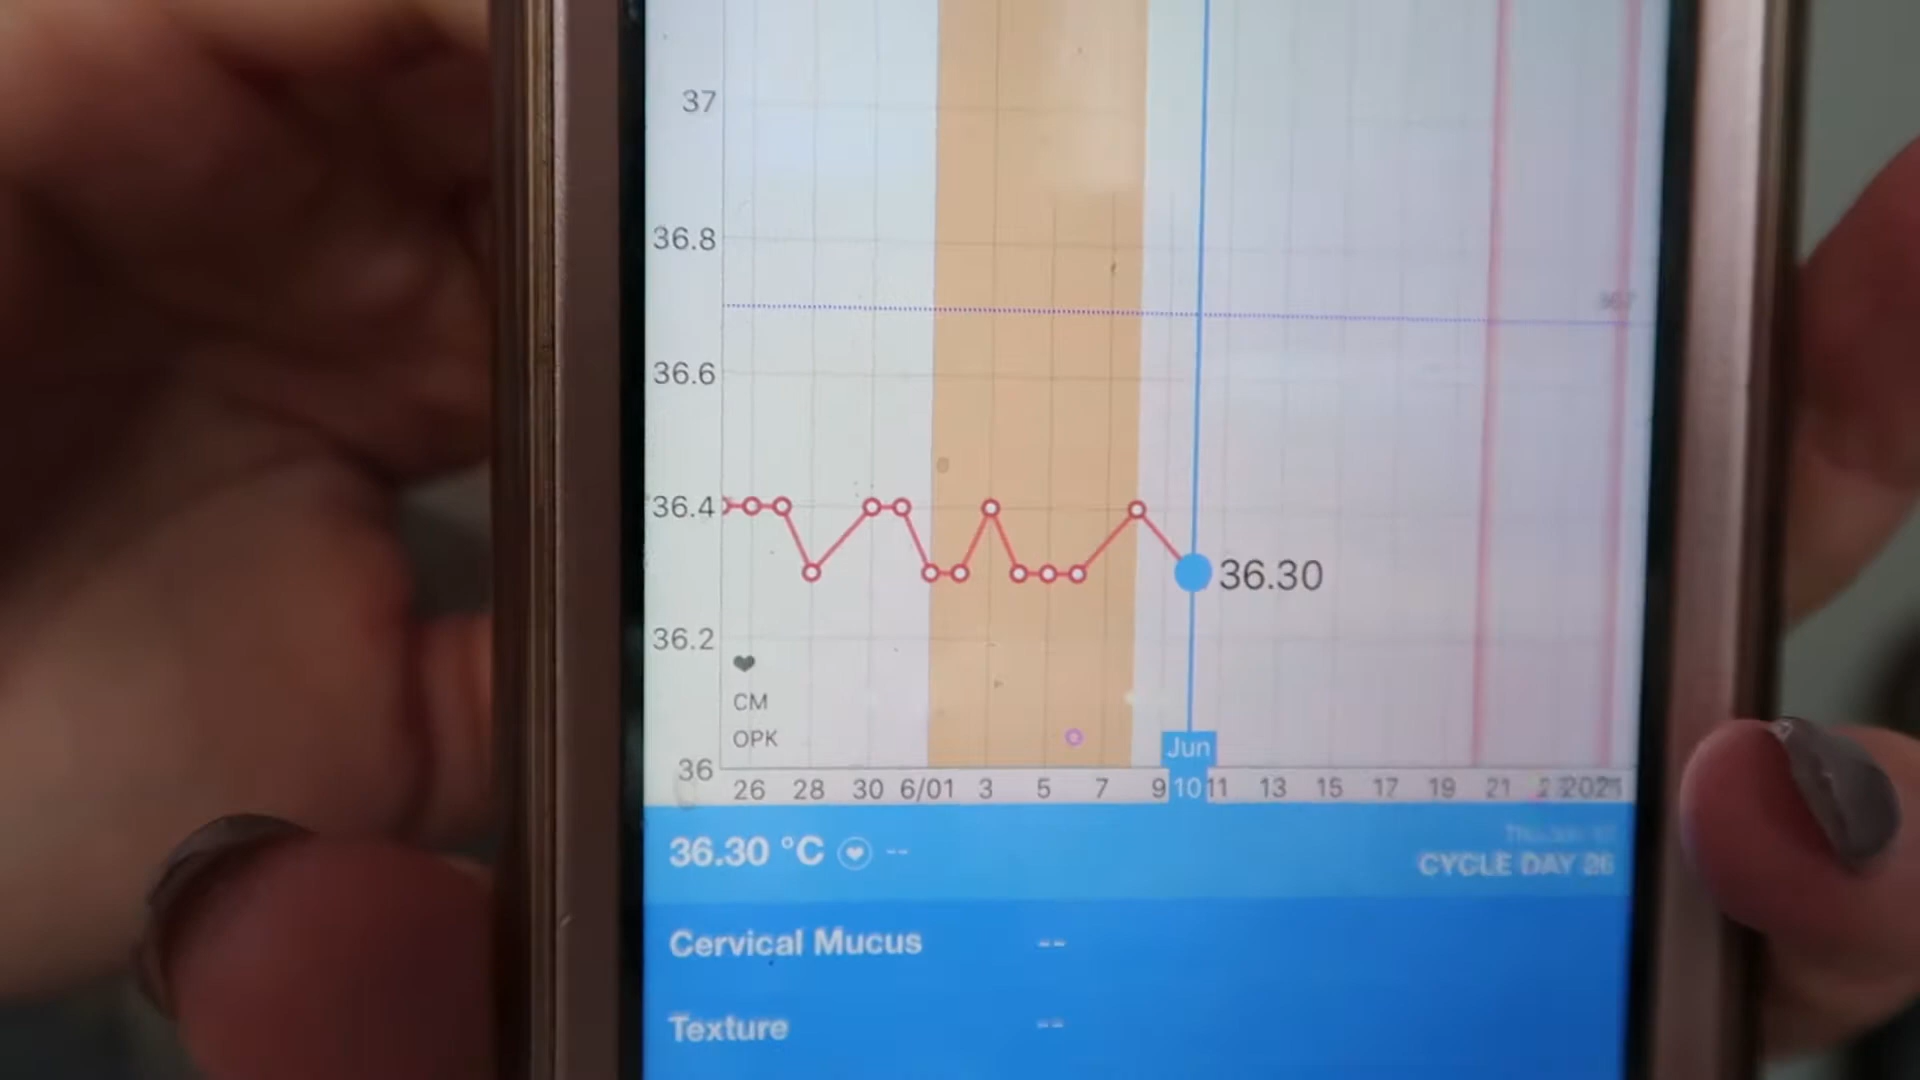 37
36.8
36.6
36.4
36.30
36.2
CM
OPK
36
Jun
26 28 30 6/01 3 5 7 9 10 11 13 15 17 19 21
36.30 °C --
CYCLE DAY 26
Cervical Mucus --
Texture --